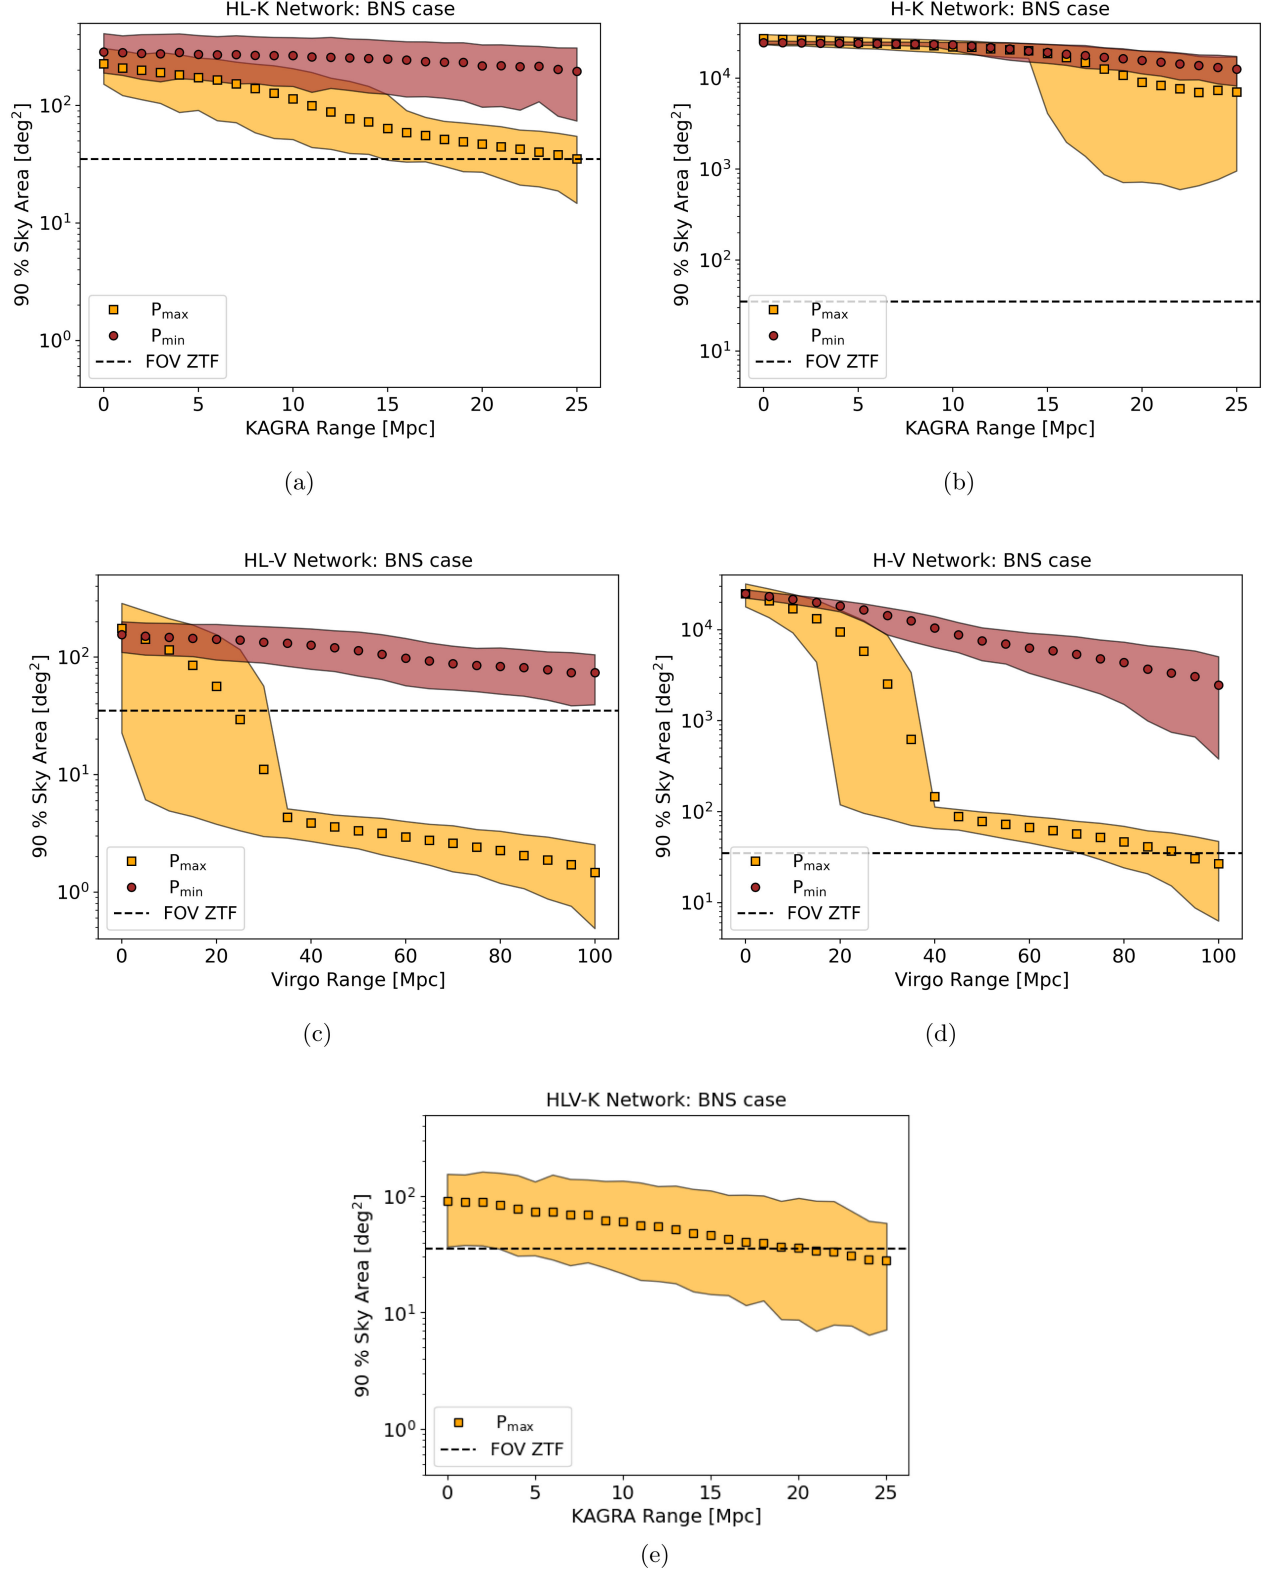 HL-K Network: BNS case
90 % Sky Area [deg²]
10²
10¹
10⁰
P_max
P_min
FOV ZTF
0 5 10 15 20 25
KAGRA Range [Mpc]
(a)
H-K Network: BNS case
90 % Sky Area [deg²]
10⁴
10³
10²
10¹
P_max
P_min
FOV ZTF
0 5 10 15 20 25
KAGRA Range [Mpc]
(b)
HL-V Network: BNS case
90 % Sky Area [deg²]
10²
10¹
10⁰
P_max
P_min
FOV ZTF
0 20 40 60 80 100
Virgo Range [Mpc]
(c)
H-V Network: BNS case
90 % Sky Area [deg²]
10⁴
10³
10²
10¹
P_max
P_min
FOV ZTF
0 20 40 60 80 100
Virgo Range [Mpc]
(d)
HLV-K Network: BNS case
90 % Sky Area [deg²]
10²
10¹
10⁰
P_max
FOV ZTF
0 5 10 15 20 25
KAGRA Range [Mpc]
(e)